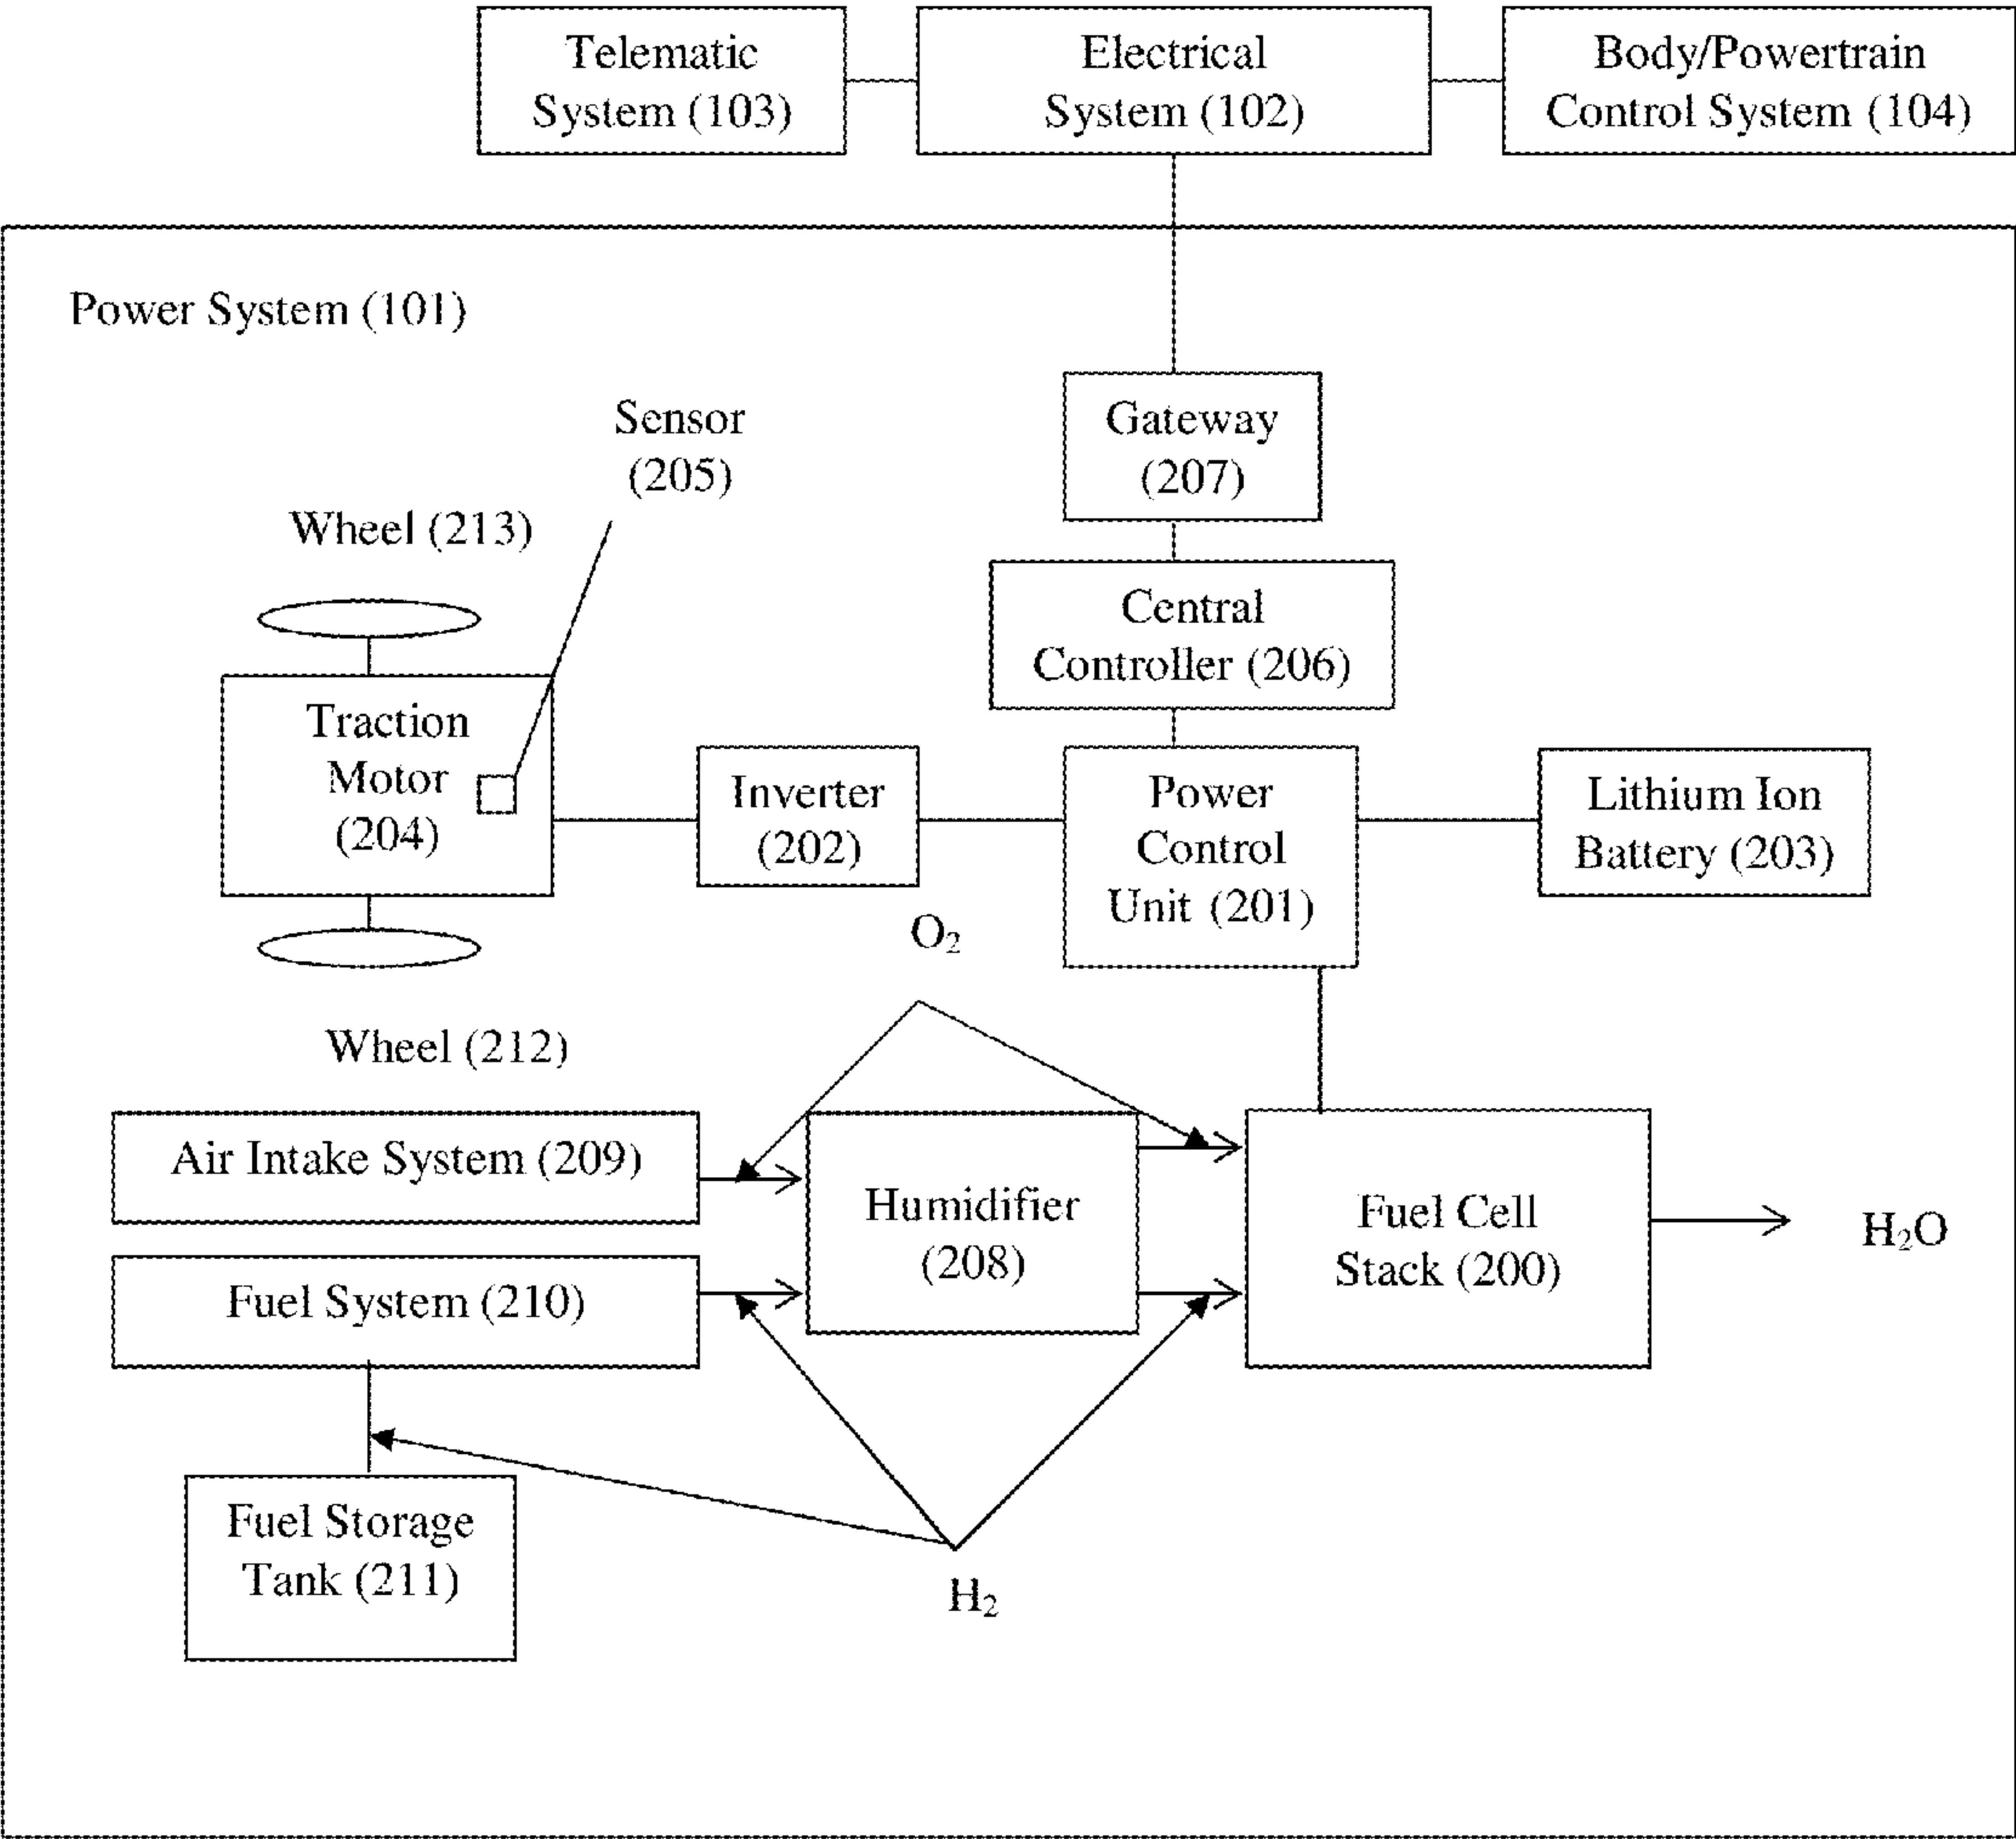 Telematic
System (103)
Electrical
System (102)
Body/Powertrain
Control System (104)
Power System (101)
Sensor
(205)
Gateway
(207)
Wheel (213)
Central
Controller (206)
Traction
Motor
(204)
Inverter
(202)
Power
Control
Unit (201)
Lithium Ion
Battery (203)
O₂
Wheel (212)
Air Intake System (209)
Humidifier
(208)
Fuel Cell
Stack (200)
H₂O
Fuel System (210)
Fuel Storage
Tank (211)
H₂